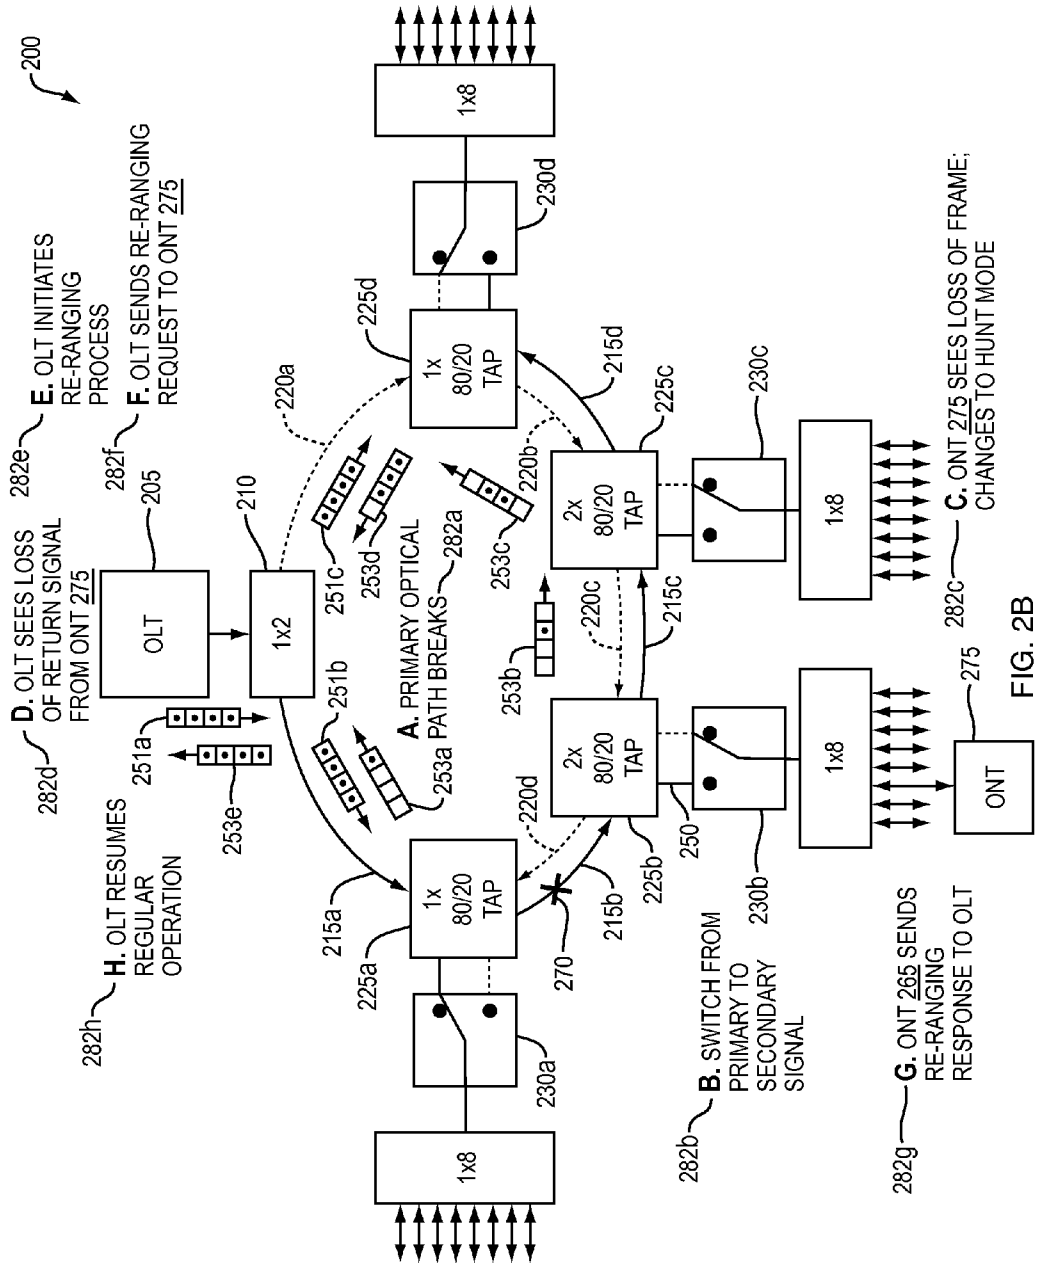 200
282d
D. OLT SEES LOSS
OF RETURN SIGNAL
FROM ONT 275
282e
E. OLT INITIATES
RE-RANGING
PROCESS
282f
F. OLT SENDS RE-RANGING
REQUEST TO ONT 275
282h
H. OLT RESUMES
REGULAR
OPERATION
205
OLT
251a
253e
210
1x2
220a
215a
251b
253a
251c
253d
A. PRIMARY OPTICAL
PATH BREAKS
282a
253c
253b
1x8
230a
225a
1x
80/20
TAP
225d
1x
80/20
TAP
230d
1x8
270
215b
220d
220c
215c
220b
215d
225b
2x
80/20
TAP
225c
2x
80/20
TAP
250
230b
230c
1x8
1x8
275
ONT
282b
B. SWITCH FROM
PRIMARY TO
SECONDARY
SIGNAL
282g
G. ONT 265 SENDS
RE-RANGING
RESPONSE TO OLT
282c
C. ONT 275 SEES LOSS OF FRAME;
CHANGES TO HUNT MODE
FIG. 2B